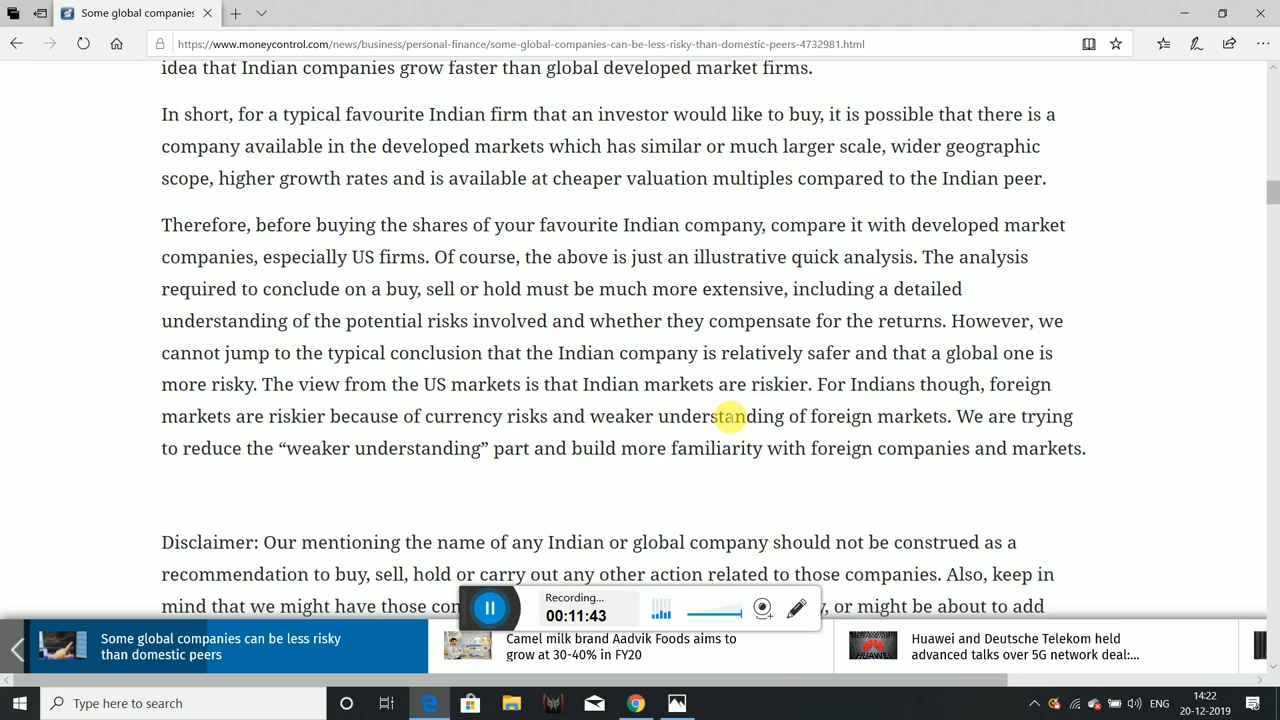 Some global companies
https://www.moneycontrol.com/news/business/personal-finance/some-global-companies-can-be-less-risky-than-domestic-peers-4732981.html
idea that Indian companies grow faster than global developed market firms.
In short, for a typical favourite Indian firm that an investor would like to buy, it is possible that there is a
company available in the developed markets which has similar or much larger scale, wider geographic
scope, higher growth rates and is available at cheaper valuation multiples compared to the Indian peer.
Therefore, before buying the shares of your favourite Indian company, compare it with developed market
companies, especially US firms. Of course, the above is just an illustrative quick analysis. The analysis
required to conclude on a buy, sell or hold must be much more extensive, including a detailed
understanding of the potential risks involved and whether they compensate for the returns. However, we
cannot jump to the typical conclusion that the Indian company is relatively safer and that a global one is
more risky. The view from the US markets is that Indian markets are riskier. For Indians though, foreign
markets are riskier because of currency risks and weaker understanding of foreign markets. We are trying
to reduce the “weaker understanding” part and build more familiarity with foreign companies and markets.
Disclaimer: Our mentioning the name of any Indian or global company should not be construed as a
recommendation to buy, sell, hold or carry out any other action related to those companies. Also, keep in
mind that we might have those com , or might be about to add
Recording...
00:11:43
Some global companies can be less risky
than domestic peers
Camel milk brand Aadvik Foods aims to
grow at 30-40% in FY20
Huawei and Deutsche Telekom held
advanced talks over 5G network deal:...
HUAWEI
Type here to search
ENG
14:22
20-12-2019